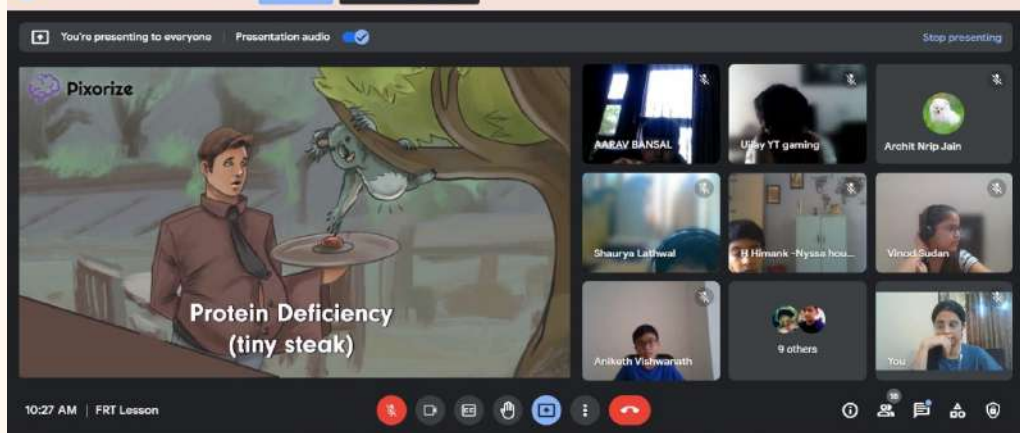 You're presenting to everyone Presentation audio Stop presenting
Pixorize
Protein Deficiency
(tiny steak)
AARAV BANSAL
Ujjay YT gaming
Archit Nrip Jain
Shaurya Lathwal
H Himank -Nyssa hou...
Vinod Sudan
Aniketh Vishwanath
9 others
You
10:27 AM | FRT Lesson
CC